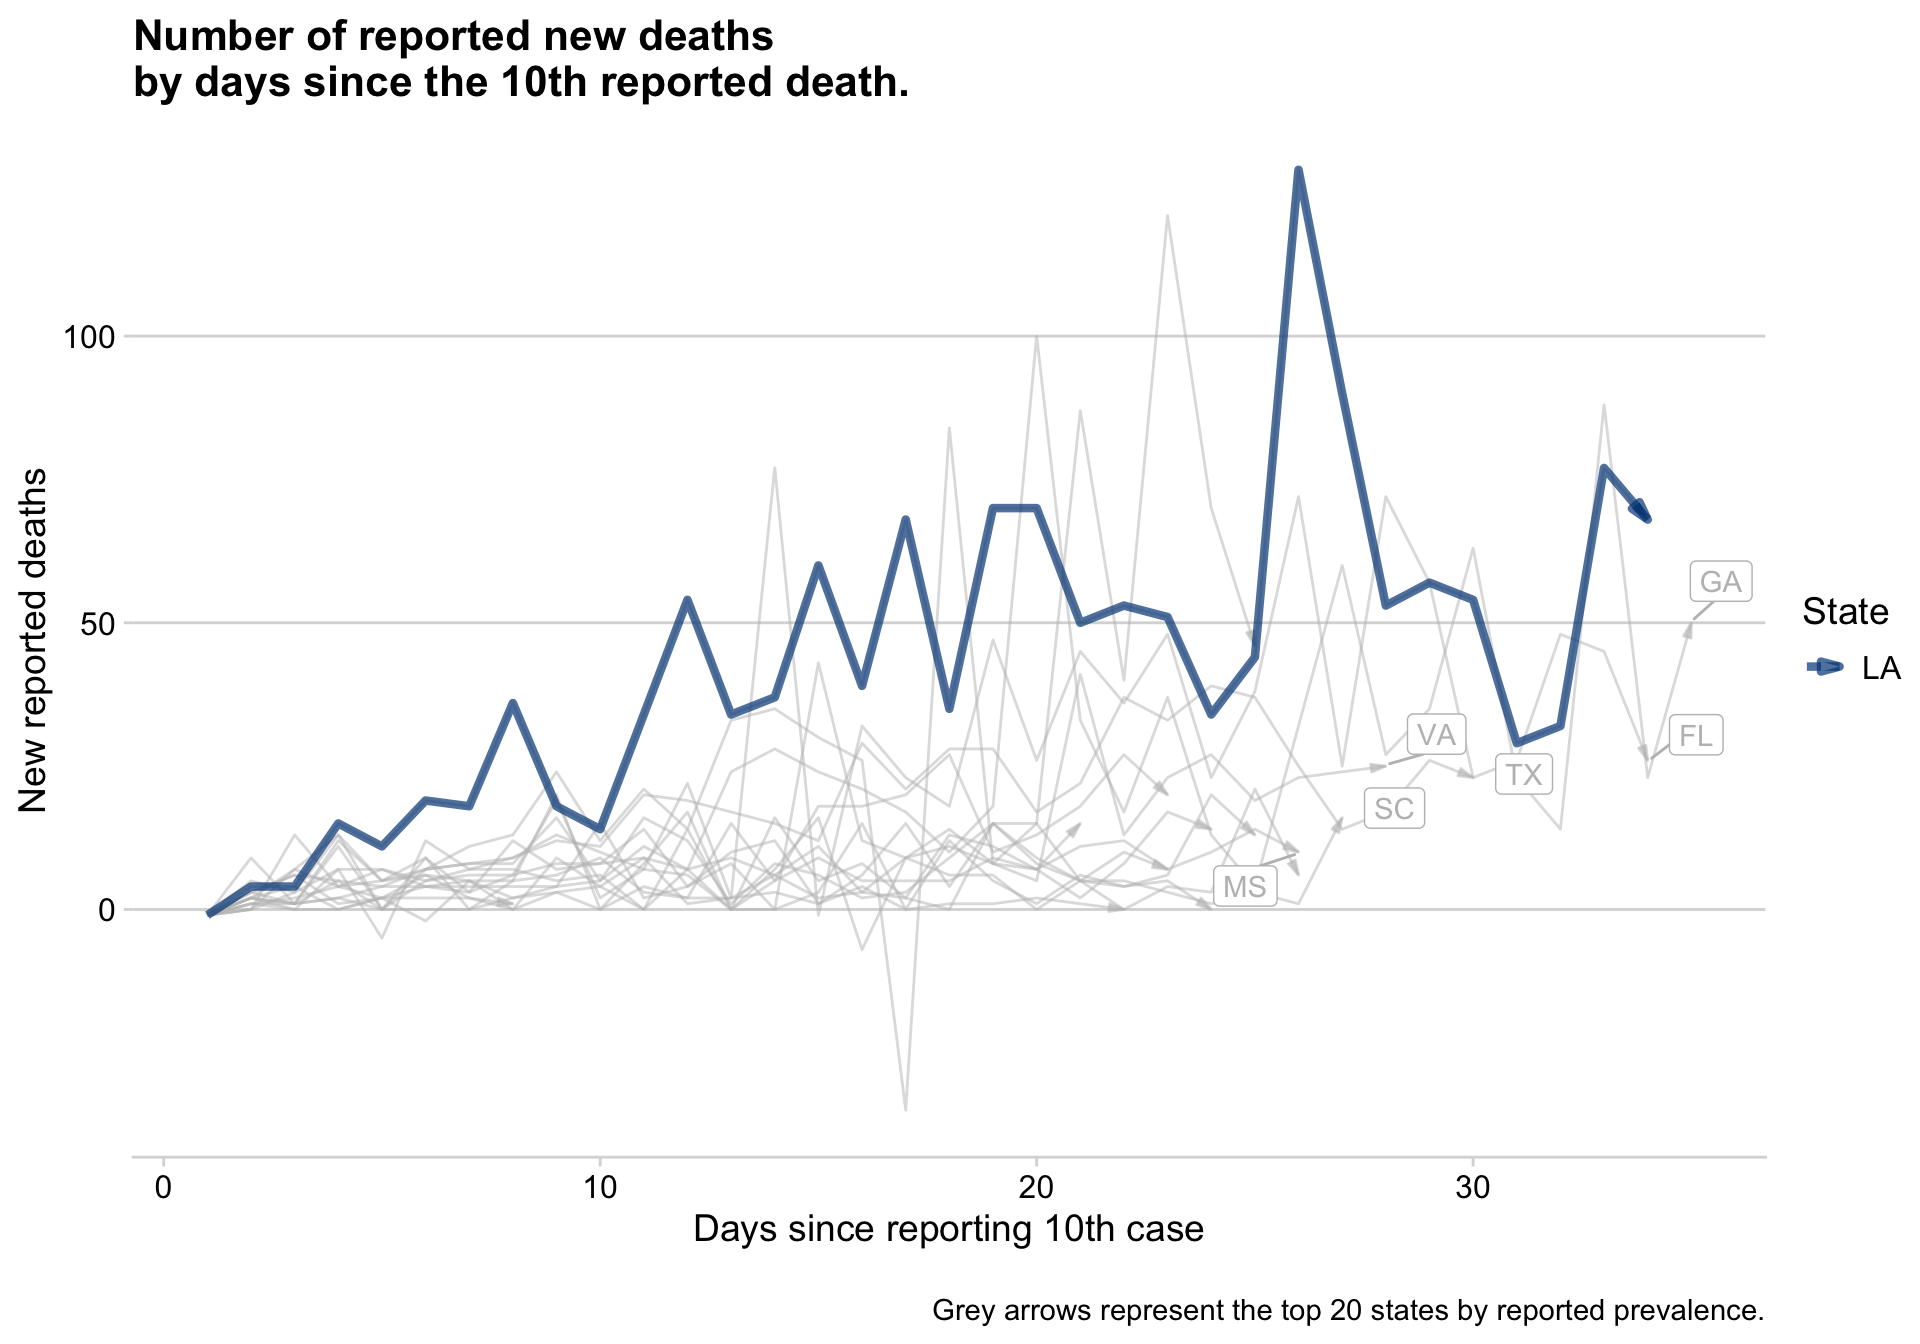 Number of reported new deaths
by days since the 10th reported death.
New reported deaths
100
50
0
GA
FL
VA
TX
SC
MS
State
LA
0 10 20 30
Days since reporting 10th case
Grey arrows represent the top 20 states by reported prevalence.